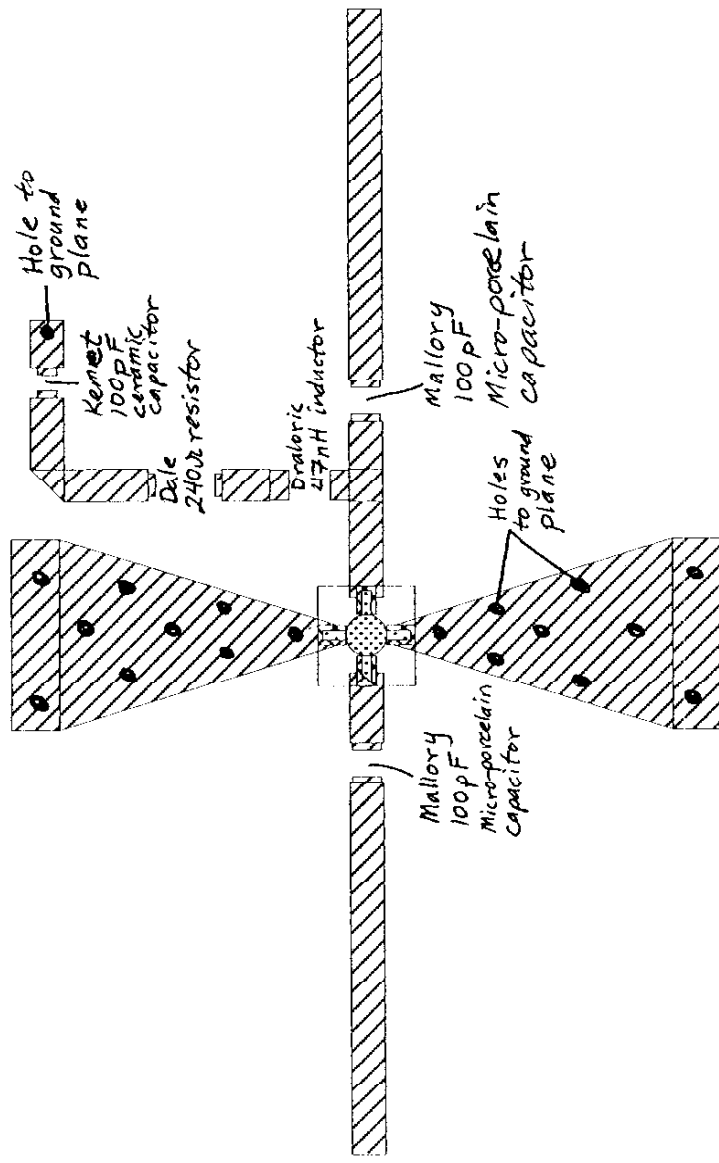 Hole to
ground
plane
Kemet
100pF
ceramic
capacitor
Dale
240Ω resistor
Draloric
47nH inductor
Mallory
100pF
Micro-porcelain
capacitor
Holes
to ground
plane
Mallory
100pF
Micro-porcelain
capacitor